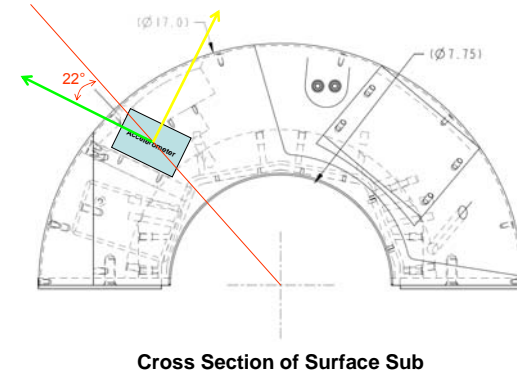 (Ø17.0)
(Ø7.75)
22°
Accelerometer
Cross Section of Surface Sub